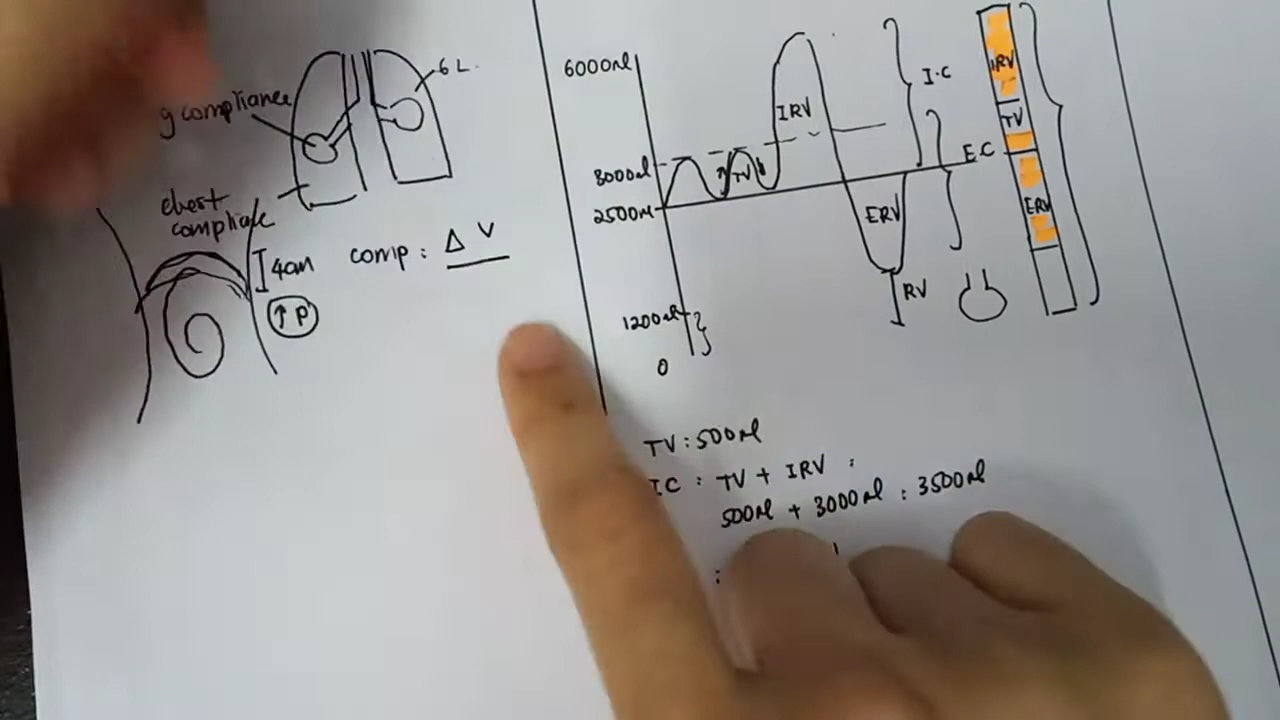 6 L.
g compliance
chest
compliance
4cm
↑ P
comp : Δ V
6000ml
3000ml
2500ml
1200ml
0
TV
IRV
ERV
RV
I.C
E.C
IRV
TV
ERV
TV : 500ml
IC : TV + IRV :
500ml + 3000ml : 3500ml
: